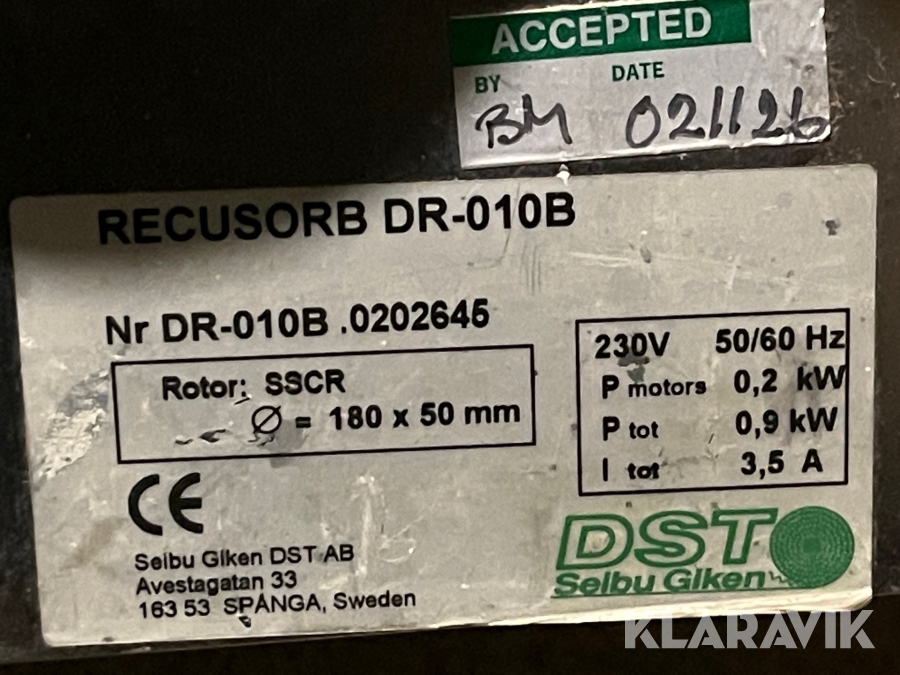 ACCEPTED
BY DATE
BM 021126
RECUSORB DR-010B
Nr DR-010B .0202645
Rotor: SSCR
Ø = 180 x 50 mm
230V 50/60 Hz
P motors 0,2 kW
P tot 0,9 kW
I tot 3,5 A
CE
Seibu Giken DST AB
Avestagatan 33
163 53 SPÅNGA, Sweden
DST
Seibu Giken
KLARAVIK